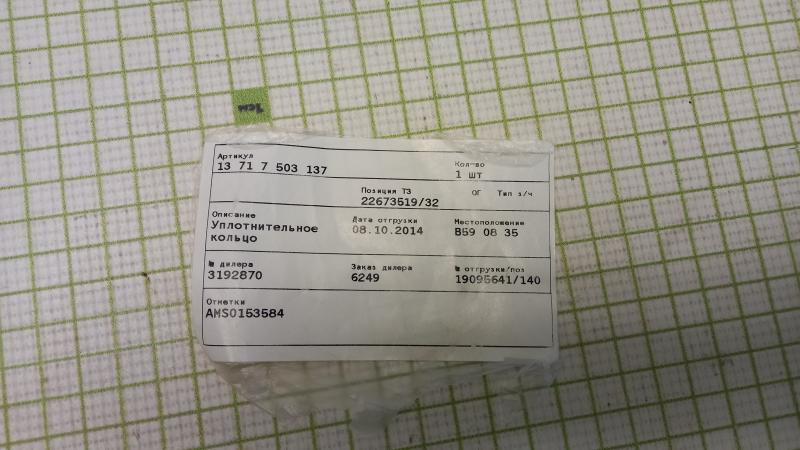 1см
Артикул Кол-во
13 71 7 503 137 1 шт
Позиция ТЗ ОГ Тип з/ч
22673519/32
Описание Дата отгрузки Местоположение
Уплотнительное 08.10.2014 B59 08 35
кольцо
№ дилера Заказ дилера № отгрузки/поз
3192870 6249 19095641/140
Отметки
AMS0153584